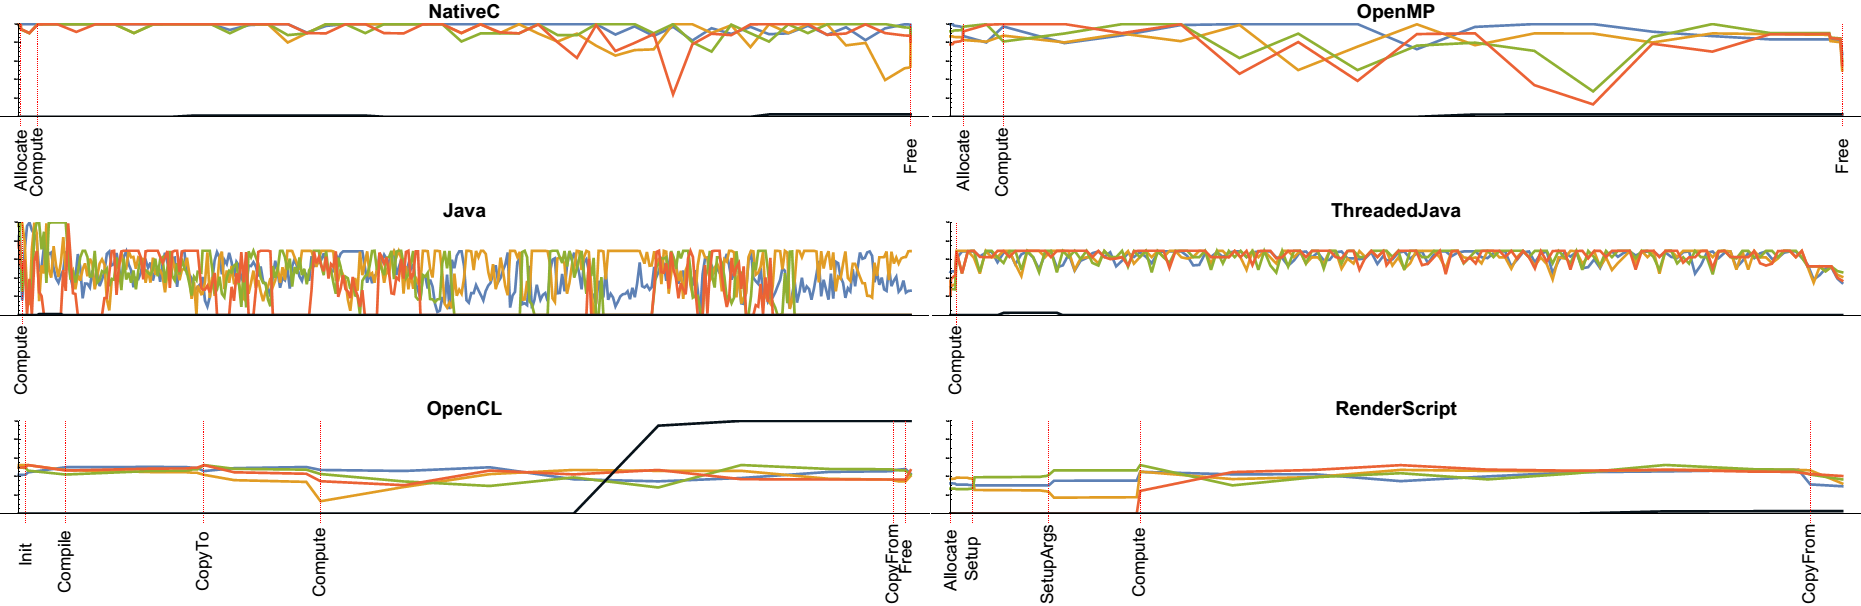 NativeC
OpenMP
Allocate
Compute
Free
Allocate
Compute
Free
Java
ThreadedJava
Compute
Compute
OpenCL
RenderScript
Init
Compile
CopyTo
Compute
CopyFrom
Free
Allocate
Setup
SetupArgs
Compute
CopyFrom